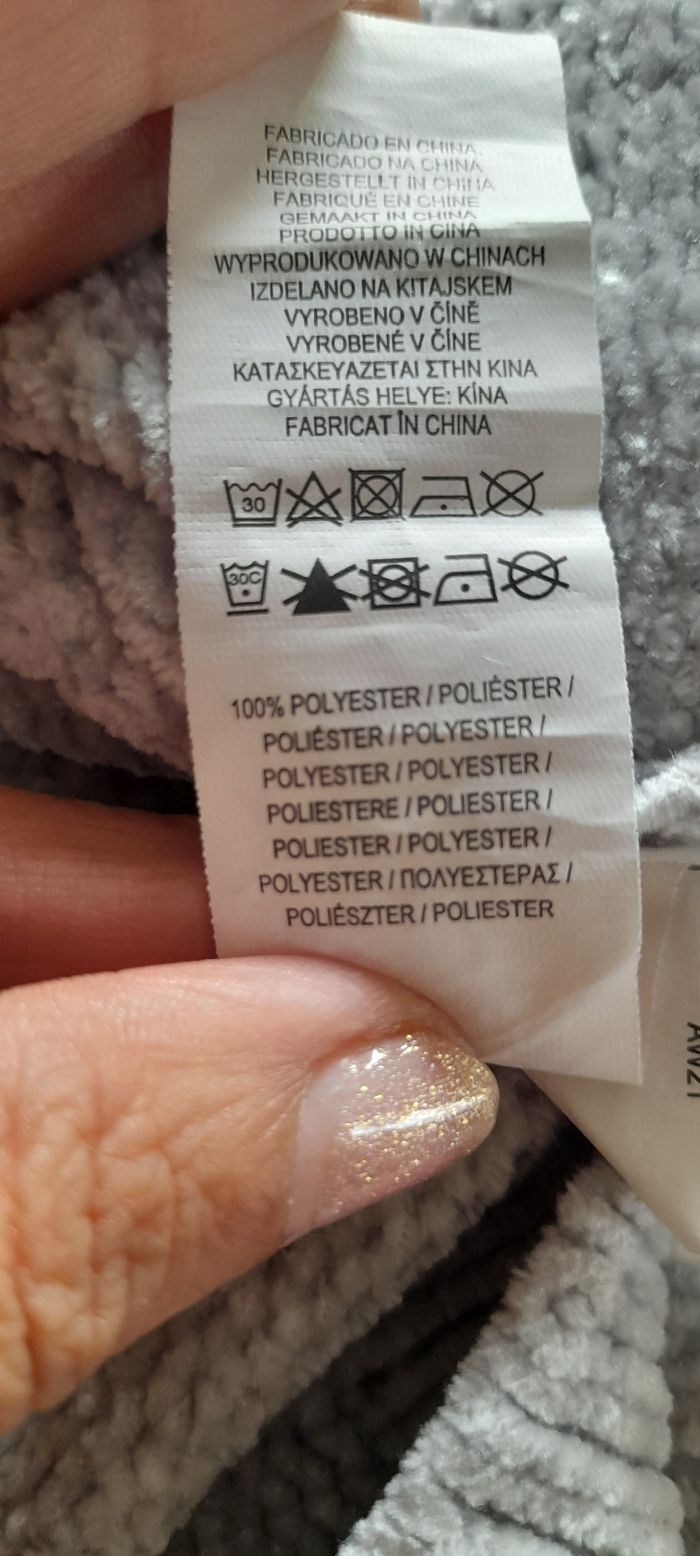 FABRICADO EN CHINA.
FABRICADO NA CHINA
HERGESTELLT IN CHINA
FABRIQUÉ EN CHINE
GEMAAKT IN CHINA
PRODOTTO IN CINA
WYPRODUKOWANO W CHINACH
IZDELANO NA KITAJSKEM
VYROBENO V ČÍNĚ
VYROBENÉ V ČÍNE
ΚΑΤΑΣΚΕΥΑΖΕΤΑΙ ΣΤΗΝ ΚΙΝΑ
GYÁRTÁS HELYE: KÍNA
FABRICAT ÎN CHINA
30
30C
100% POLYESTER / POLIÉSTER /
POLIÉSTER / POLYESTER /
POLYESTER / POLYESTER /
POLIESTERE / POLIESTER /
POLIESTER / POLYESTER /
POLYESTER / ΠΟΛΥΕΣΤΕΡΑΣ /
POLIÉSZTER / POLIESTER